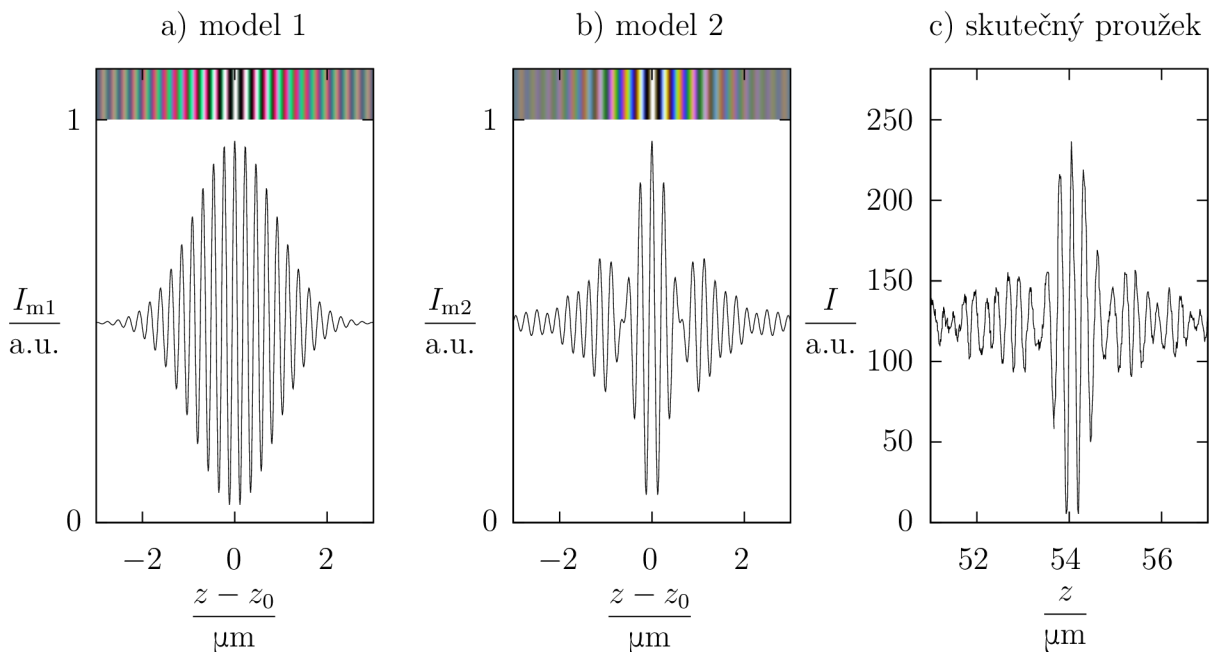 a) model 1
b) model 2
c) skutečný proužek
1
I_m1
a.u.
0
−2 0 2
z − z_0
µm
1
I_m2
a.u.
0
−2 0 2
z − z_0
µm
250
200
150
100
50
0
I
a.u.
52 54 56
z
µm